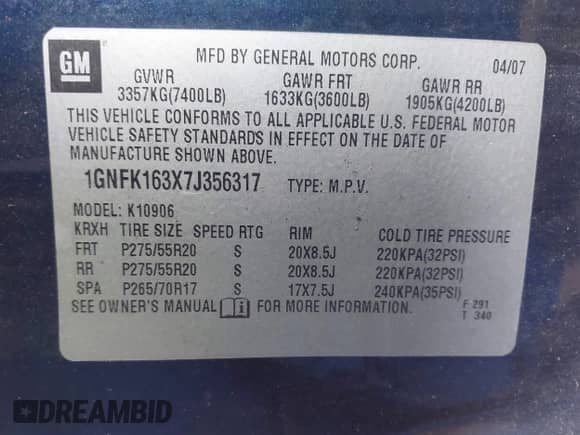 GM
MFD BY GENERAL MOTORS CORP. 04/07
GVWR GAWR FRT GAWR RR
3357KG(7400LB) 1633KG(3600LB) 1905KG(4200LB)
THIS VEHICLE CONFORMS TO ALL APPLICABLE U.S. FEDERAL MOTOR
VEHICLE SAFETY STANDARDS IN EFFECT ON THE DATE OF
MANUFACTURE SHOWN ABOVE.
1GNFK163X7J356317 TYPE: M.P.V.
MODEL: K10906
KRXH TIRE SIZE SPEED RTG RIM COLD TIRE PRESSURE
FRT P275/55R20 S 20X8.5J 220KPA(32PSI)
RR P275/55R20 S 20X8.5J 220KPA(32PSI)
SPA P265/70R17 S 17X7.5J 240KPA(35PSI)
SEE OWNER'S MANUAL FOR MORE INFORMATION. F 291
T 340
DREAMBID